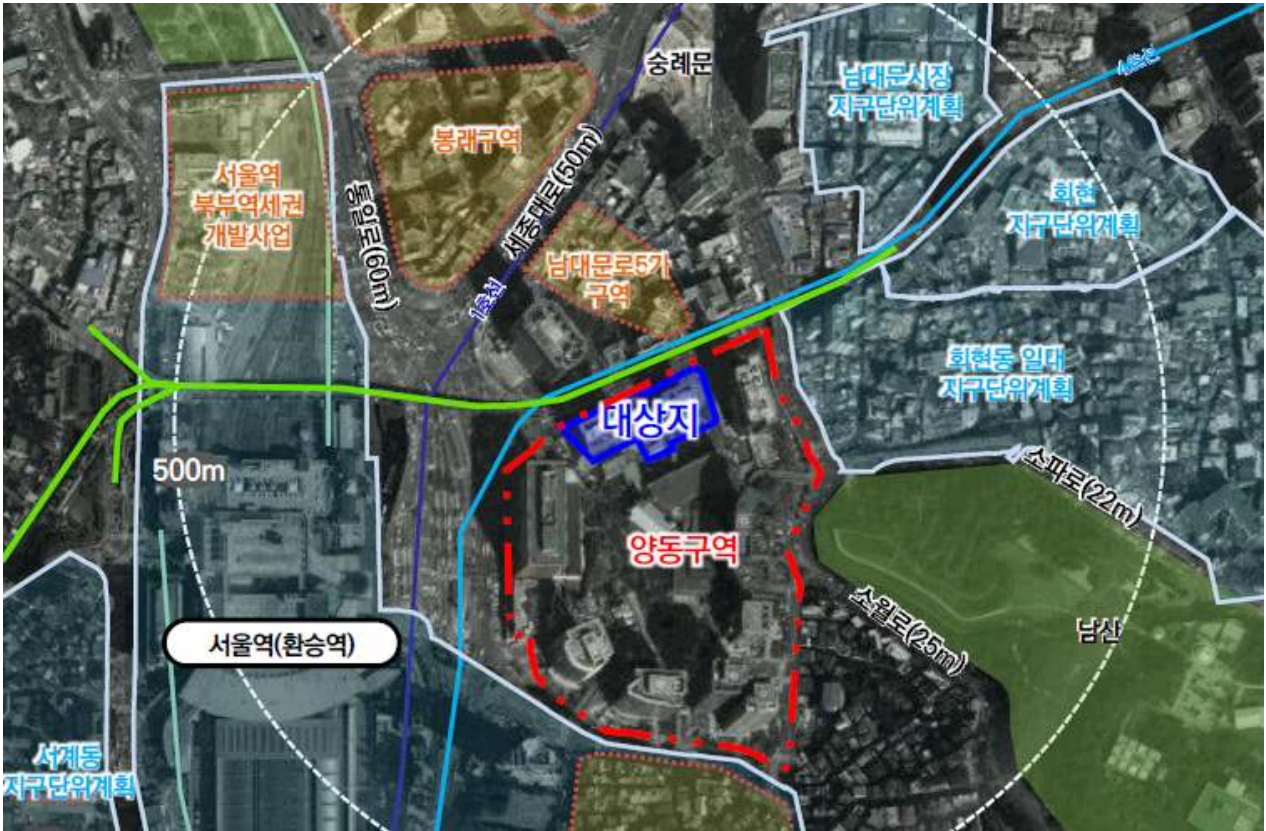 숭례문
4호선
남대문시장
지구단위계획
봉래구역
서울역
북부역세권
개발사업
통일로(60m)
세종대로(50m)
회현
지구단위계획
남대문로5가
구역
1호선
회현동 일대
지구단위계획
대상지
500m
소파로(22m)
양동구역
소월로(25m)
남산
서울역(환승역)
서계동
지구단위계획